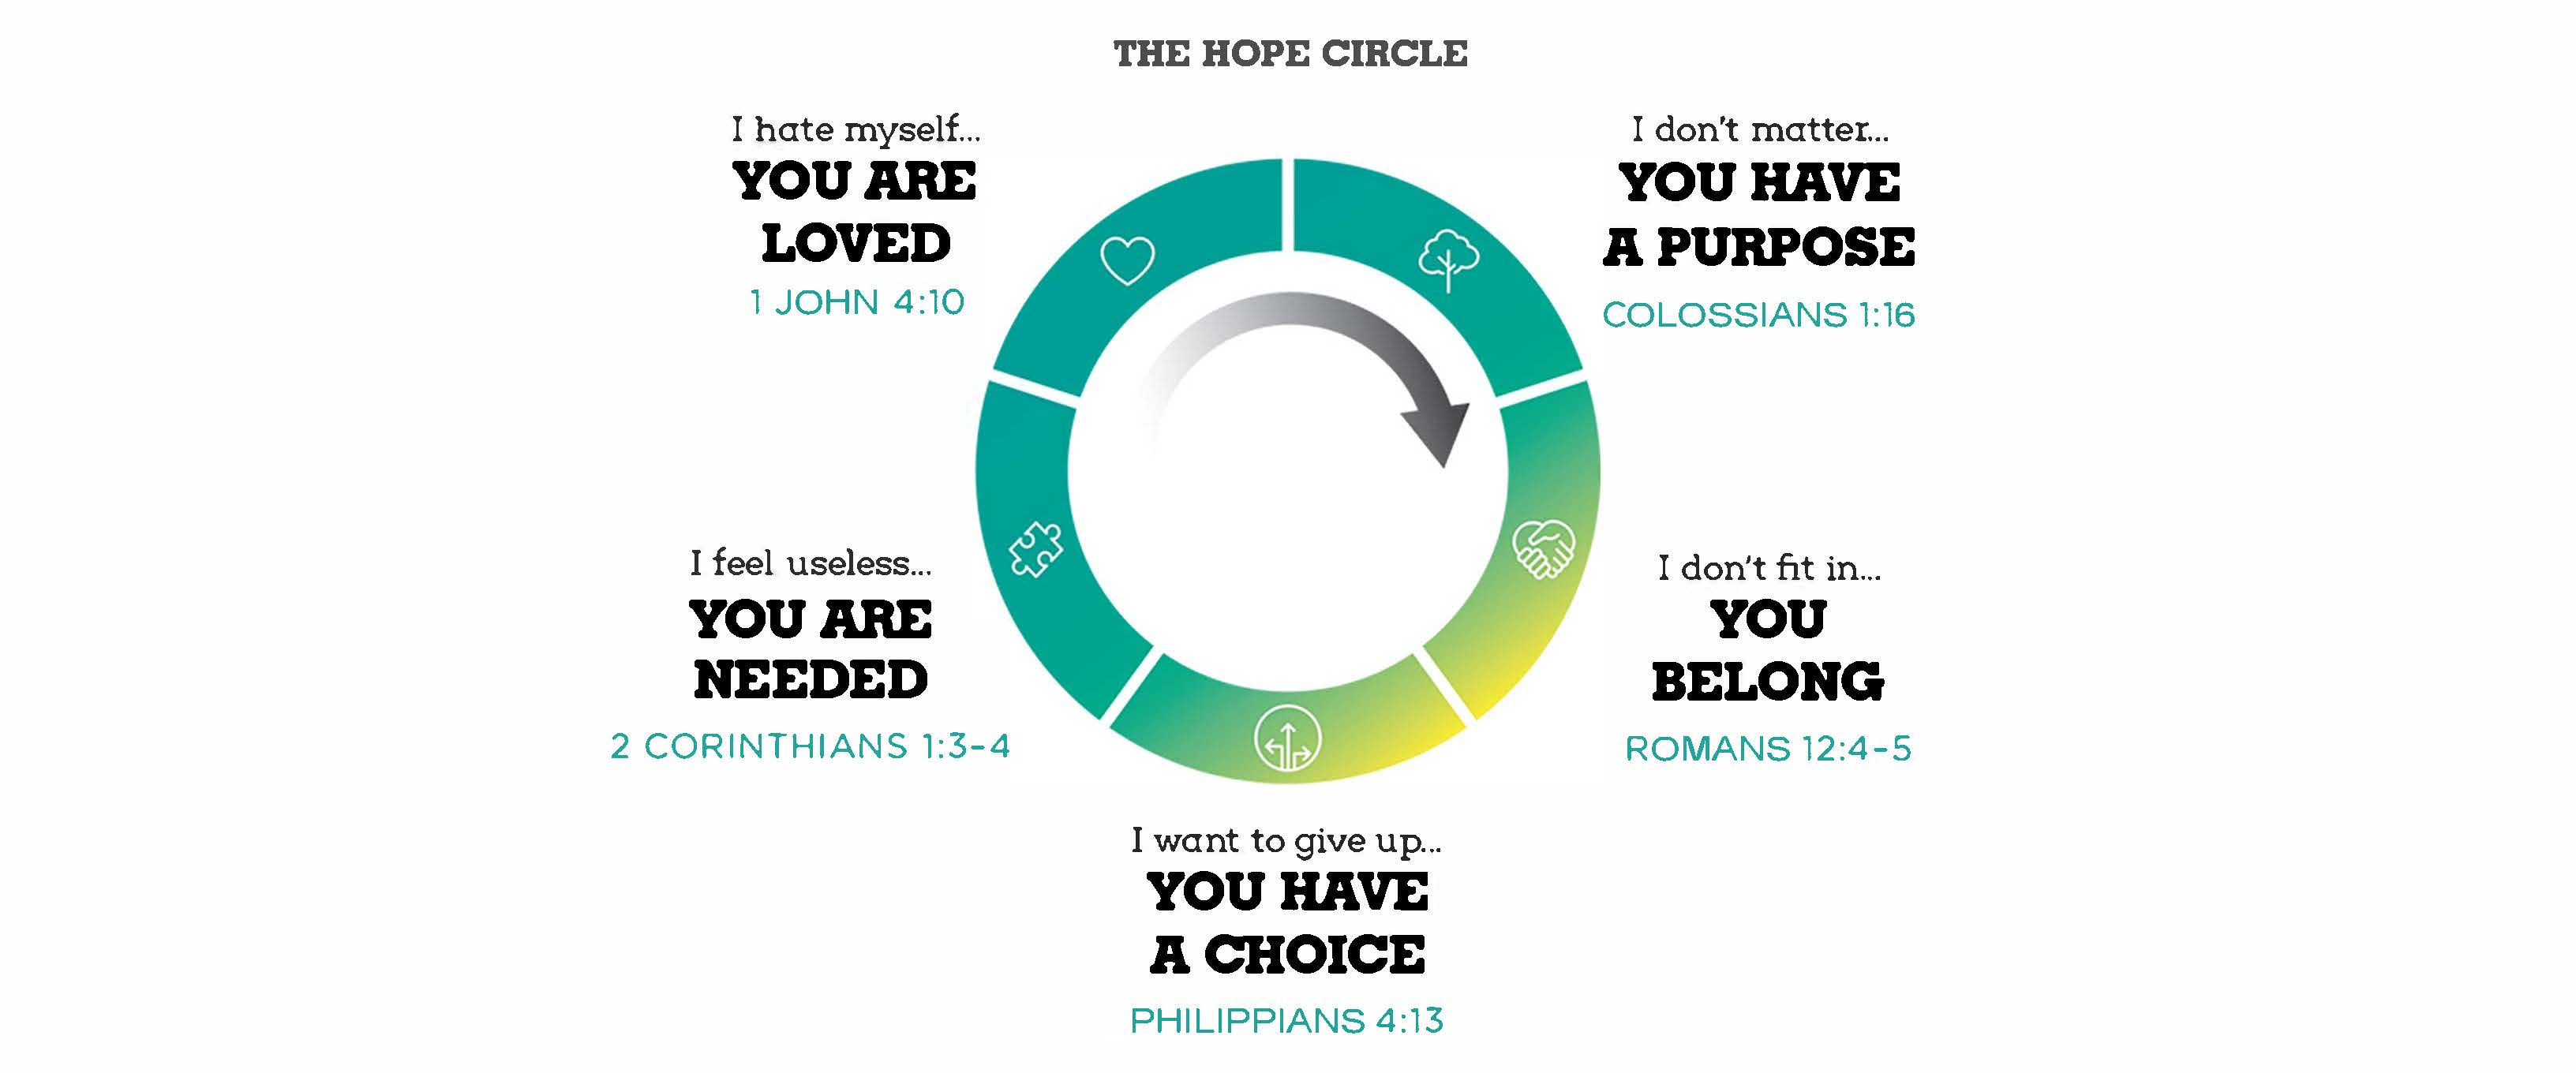 THE HOPE CIRCLE
I hate myself...
YOU ARE
LOVED
1 JOHN 4:10
I don't matter...
YOU HAVE
A PURPOSE
COLOSSIANS 1:16
I don't fit in...
YOU
BELONG
ROMANS 12:4-5
I want to give up...
YOU HAVE
A CHOICE
PHILIPPIANS 4:13
I feel useless...
YOU ARE
NEEDED
2 CORINTHIANS 1:3-4